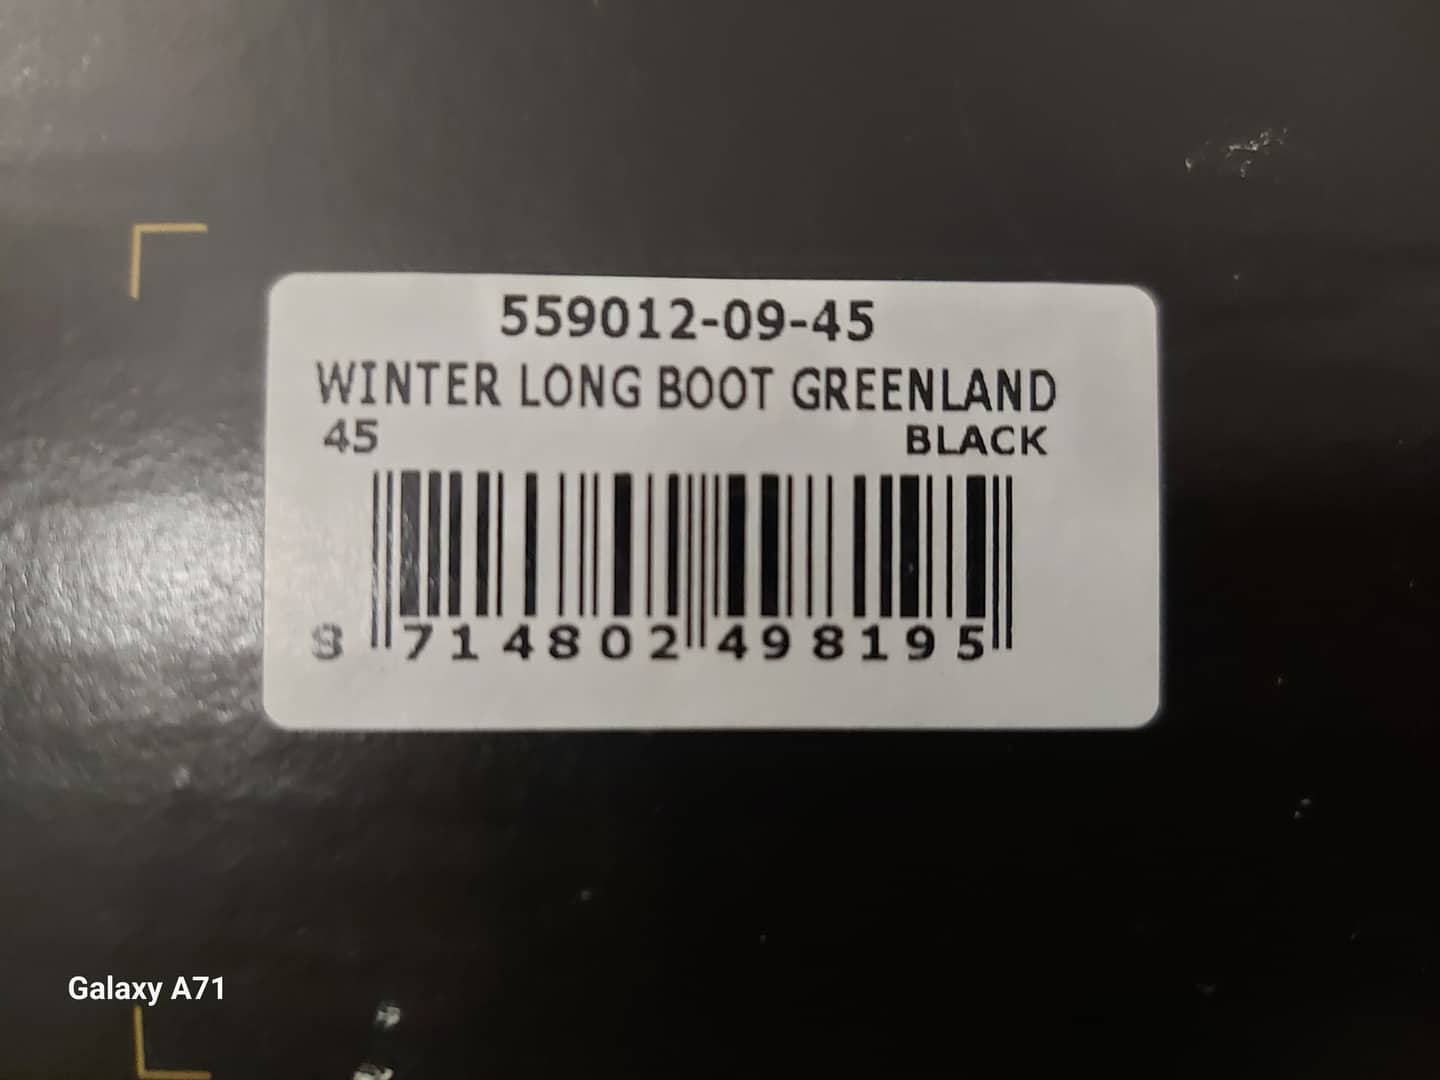 559012-09-45
WINTER LONG BOOT GREENLAND
45 BLACK
8 714802 498195
Galaxy A71